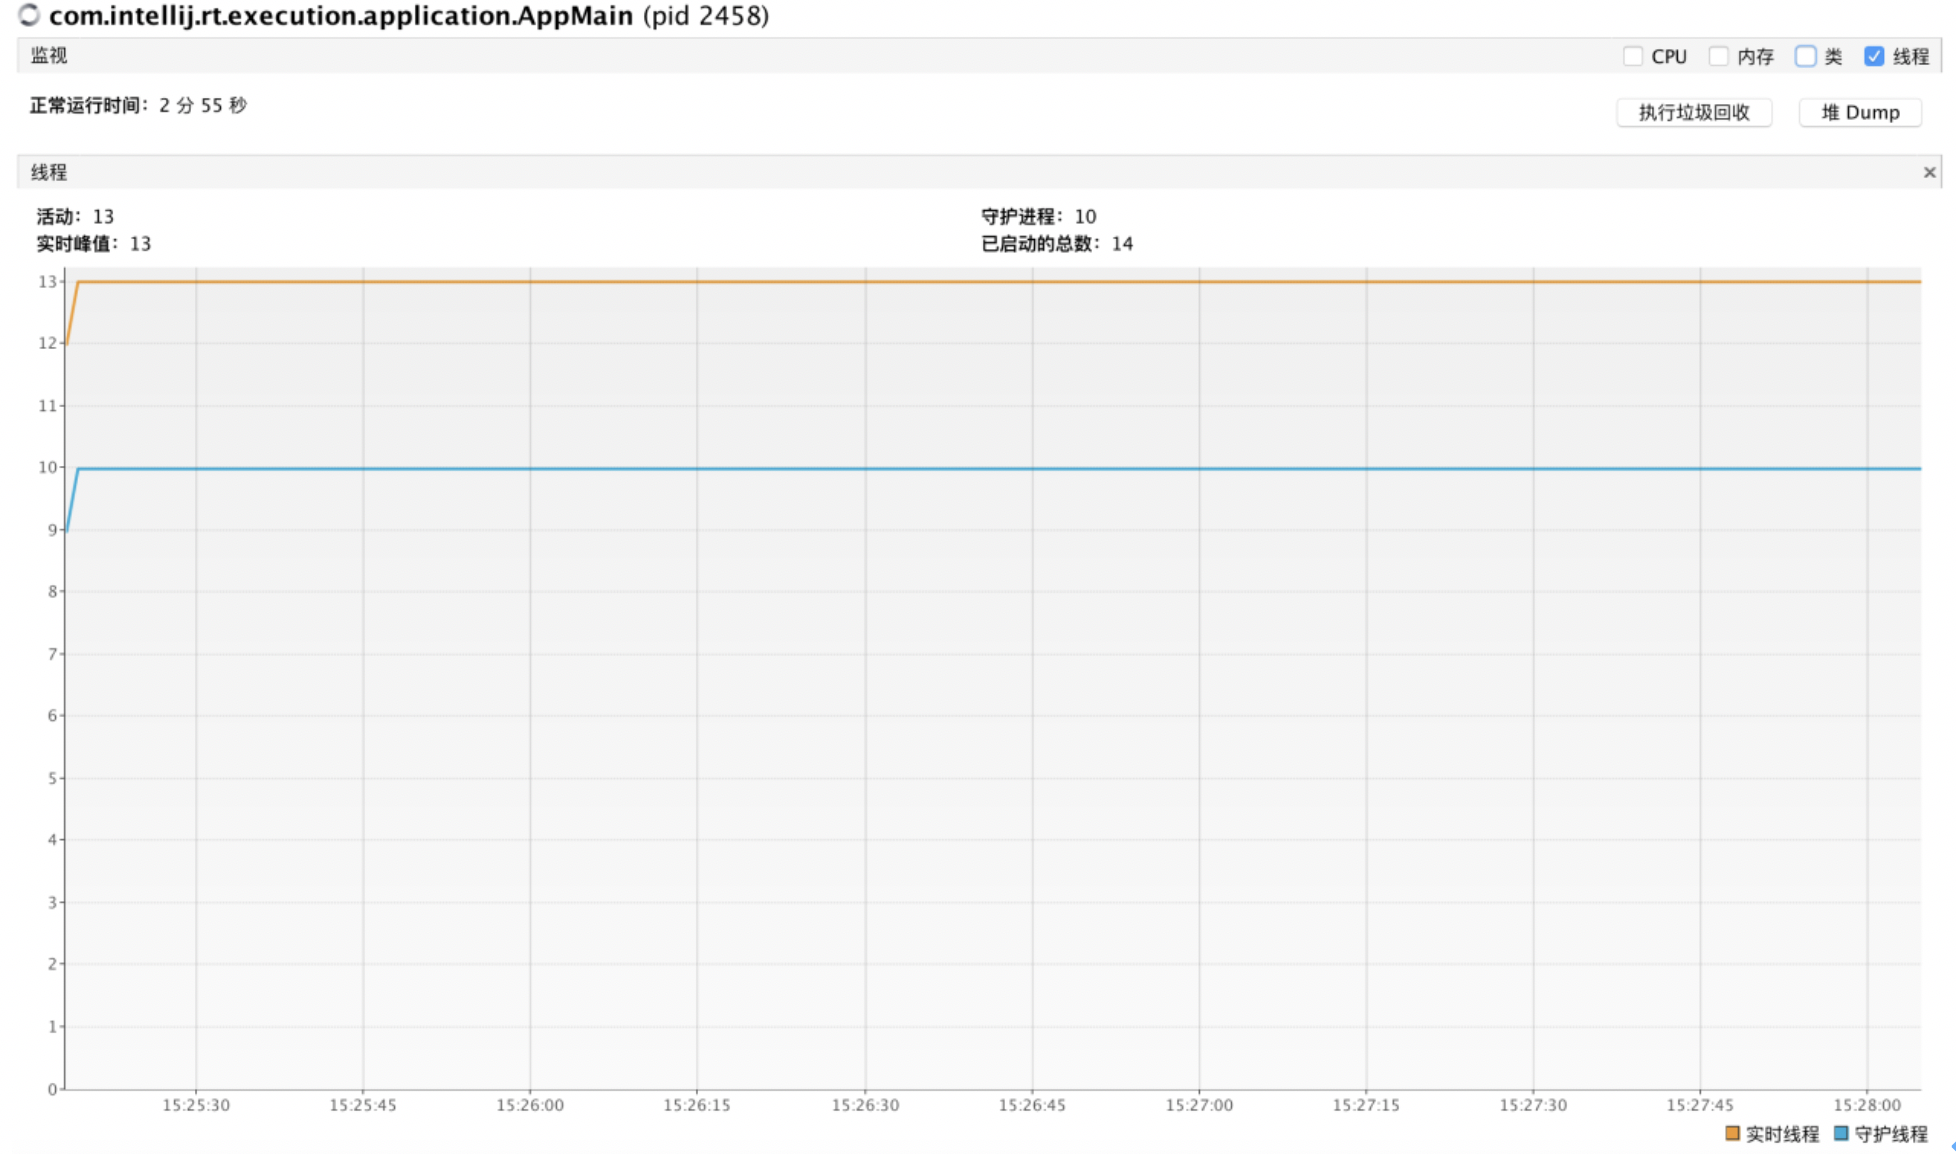 com.intellij.rt.execution.application.AppMain (pid 2458)
监视 CPU 内存 类 线程
正常运行时间：2 分 55 秒 执行垃圾回收 堆 Dump
线程
活动：13 守护进程：10
实时峰值：13 已启动的总数：14
13
12
11
10
9
8
7
6
5
4
3
2
1
0
15:25:30 15:25:45 15:26:00 15:26:15 15:26:30 15:26:45 15:27:00 15:27:15 15:27:30 15:27:45 15:28:00
实时线程 守护线程